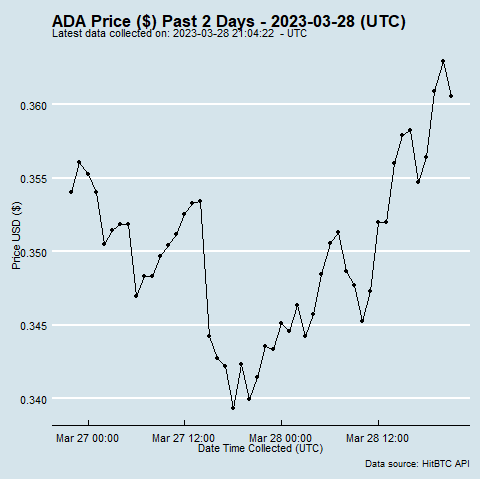 ADA Price ($) Past 2 Days - 2023-03-28 (UTC)
Latest data collected on: 2023-03-28 21:04:22  - UTC
0.360
0.355
0.350
0.345
0.340
Price USD ($)
Mar 27 00:00 Mar 27 12:00 Mar 28 00:00 Mar 28 12:00
Date Time Collected (UTC)
Data source: HitBTC API